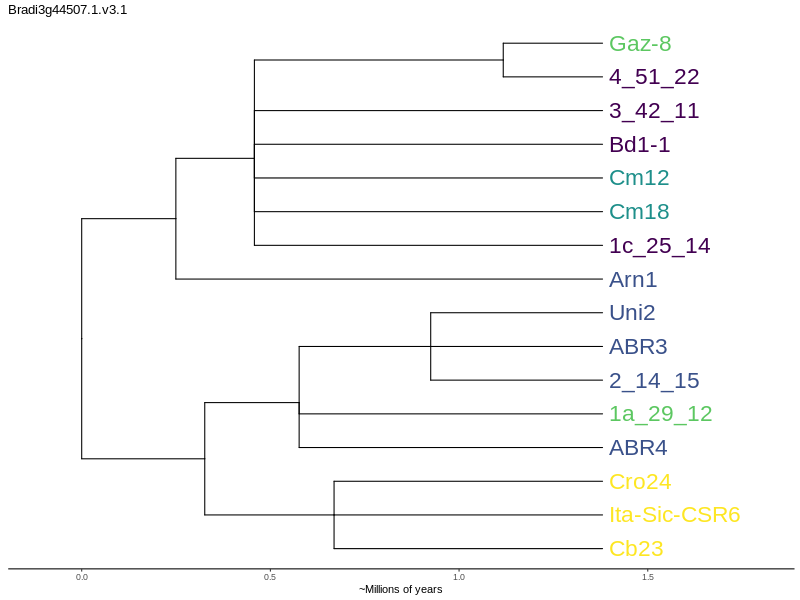 Bradi3g44507.1.v3.1
Gaz-8
4_51_22
3_42_11
Bd1-1
Cm12
Cm18
1c_25_14
Arn1
Uni2
ABR3
2_14_15
1a_29_12
ABR4
Cro24
Ita-Sic-CSR6
Cb23
0.0 0.5 1.0 1.5
~Millions of years